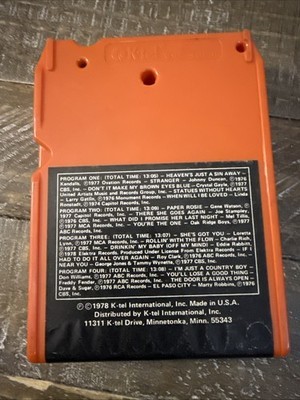 K-tel
PROGRAM ONE: (TOTAL TIME: 13:05) — HEAVEN'S JUST A SIN AWAY -
Kendalls, ©1977 Ovation Records - STRANGER - Johnny Duncan, ©1976
CBS, Inc. - DON'T IT MAKE MY BROWN EYES BLUE - Crystal Gayle, ℗1977
United Artists Music and Records Group, Inc. - STATUES WITHOUT HEARTS
- Larry Gatlin, ℗1976 Monument Records - WHEN WILL I BE LOVED - Linda
Ronstadt, ℗ 1974 Capitol Records, Inc.
PROGRAM TWO: (TOTAL TIME: - PAPER ROSIE - Gene Watson,
℗ 1977 Capitol Records, Inc. - THERE SHE GOES AGAIN - Joe Stampley,
℗1976 CBS, Inc. - WHAT DID I PROMISE HER LAST NIGHT - Mel Tillis,
℗1977 MCA Records, Inc. - YOU'RE THE ONE - Oak Ridge Boys, ℗1977
ABC Records, Inc.
PROGRAM THREE: (TOTAL TIME: - SHE'S GOT YOU - Loretta
Lynn, ℗1977 MCA Records, Inc. - ROLLIN' WITH THE FLOW - Charlie Rich,
℗1977 CBS, Inc. - DRINKIN' MY BABY OFF MY MIND - Eddie Rabbitt,
℗1976 Elektra Records, Produced Under License From Elektra - IF I
HAD TO DO IT ALL OVER AGAIN - Roy Clark, ℗1976 ABC Records, Inc. -
NEAR YOU - George Jones & Tammy Wynette, ℗1977 CBS, Inc.
PROGRAM FOUR: (TOTAL TIME: 13:08) - I'M JUST A COUNTRY BOY
- Don Williams, ℗ 1977 ABC Records, Inc. -
Freddy Fender, ℗1977 ABC Records, Inc. - THE DOOR IS ALWAYS OPEN -
Dave & Sugar, ℗1976 RCA Records - EL PASO CITY - Marty Robbins, ℗1976
CBS, Inc.
℗ © 1978 K-tel International, Inc. Made in U.S.A.
Distributed by K-tel International, Inc.
11311 K-tel Drive, Minnetonka, Minn. 55343